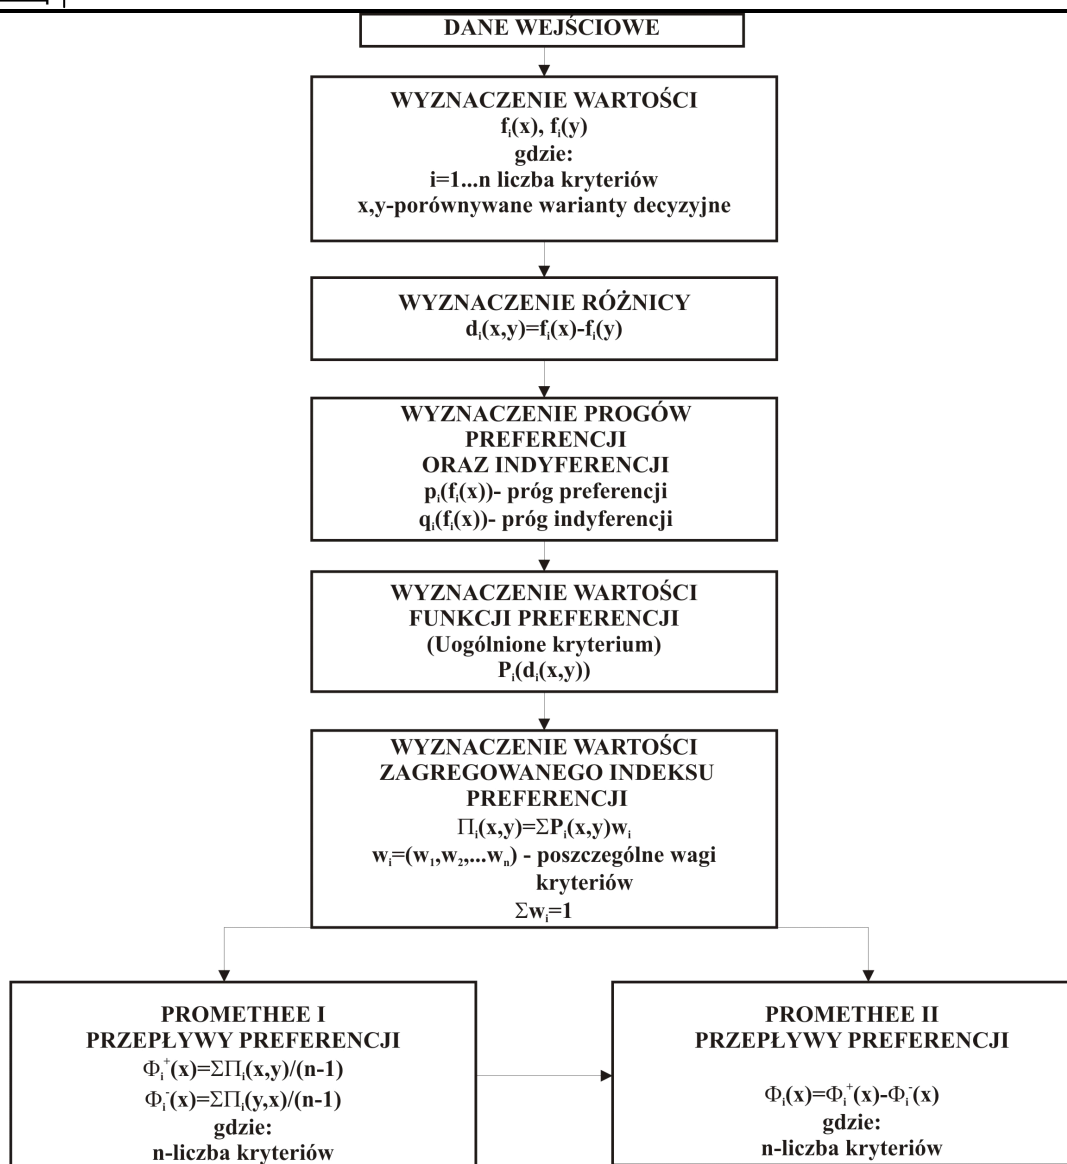 DANE WEJŚCIOWE
WYZNACZENIE WARTOŚCI
fᵢ(x), fᵢ(y)
gdzie:
i=1...n liczba kryteriów
x,y-porównywane warianty decyzyjne
WYZNACZENIE RÓŻNICY
dᵢ(x,y)=fᵢ(x)-fᵢ(y)
WYZNACZENIE PROGÓW
PREFERENCJI
ORAZ INDYFERENCJI
pᵢ(fᵢ(x))- próg preferencji
qᵢ(fᵢ(x))- próg indyferencji
WYZNACZENIE WARTOŚCI
FUNKCJI PREFERENCJI
(Uogólnione kryterium)
Pᵢ(dᵢ(x,y))
WYZNACZENIE WARTOŚCI
ZAGREGOWANEGO INDEKSU
PREFERENCJI
Πᵢ(x,y)=ΣPᵢ(x,y)wᵢ
wᵢ=(w₁,w₂,...wₙ) - poszczególne wagi
kryteriów
Σwᵢ=1
PROMETHEE I
PRZEPŁYWY PREFERENCJI
Φᵢ⁺(x)=ΣΠᵢ(x,y)/(n-1)
Φᵢ⁻(x)=ΣΠᵢ(y,x)/(n-1)
gdzie:
n-liczba kryteriów
PROMETHEE II
PRZEPŁYWY PREFERENCJI
Φᵢ(x)=Φᵢ⁺(x)-Φᵢ⁻(x)
gdzie:
n-liczba kryteriów